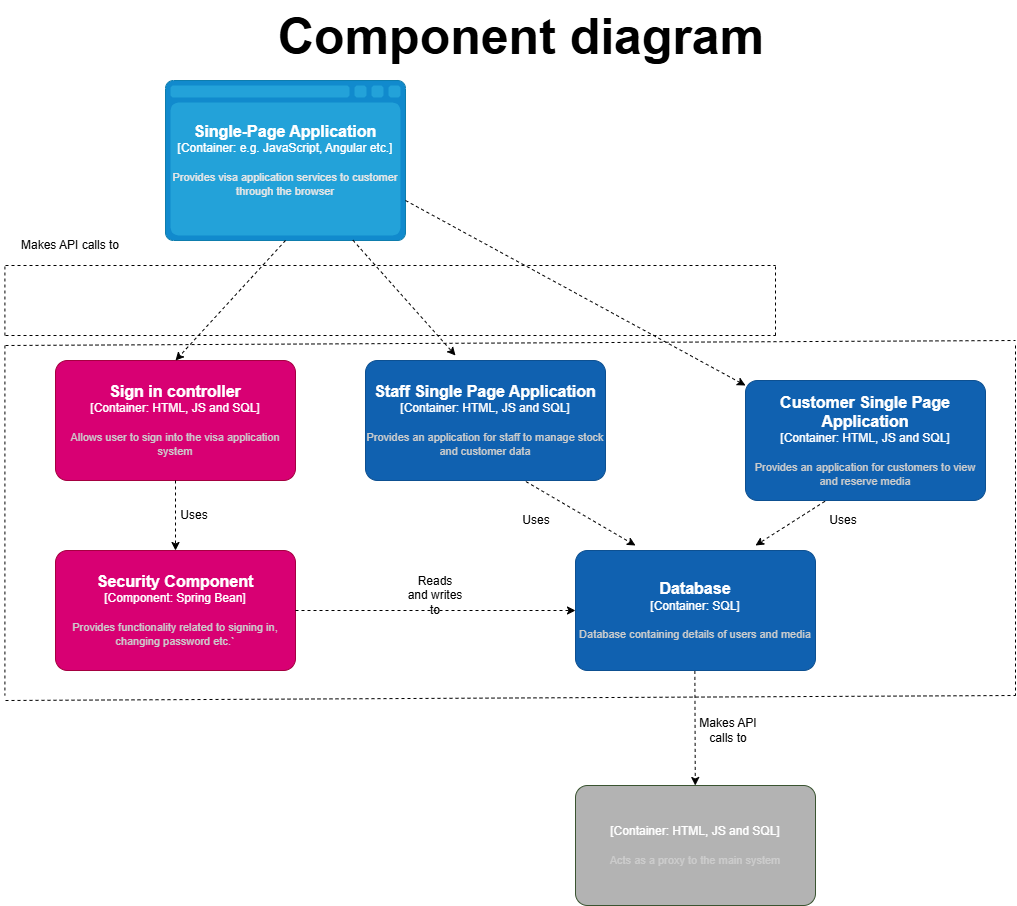 Component diagram
Single-Page Application
[Container: e.g. JavaScript, Angular etc.]
Provides visa application services to customer
through the browser
Makes API calls to
Sign in controller
[Container: HTML, JS and SQL]
Allows user to sign into the visa application
system
Staff Single Page Application
[Container: HTML, JS and SQL]
Provides an application for staff to manage stock
and customer data
Customer Single Page
Application
[Container: HTML, JS and SQL]
Provides an application for customers to view
and reserve media
Uses
Uses
Uses
Security Component
[Component: Spring Bean]
Provides functionality related to signing in,
changing password etc.`
Reads
and writes
to
Database
[Container: SQL]
Database containing details of users and media
Makes API
calls to
[Container: HTML, JS and SQL]
Acts as a proxy to the main system